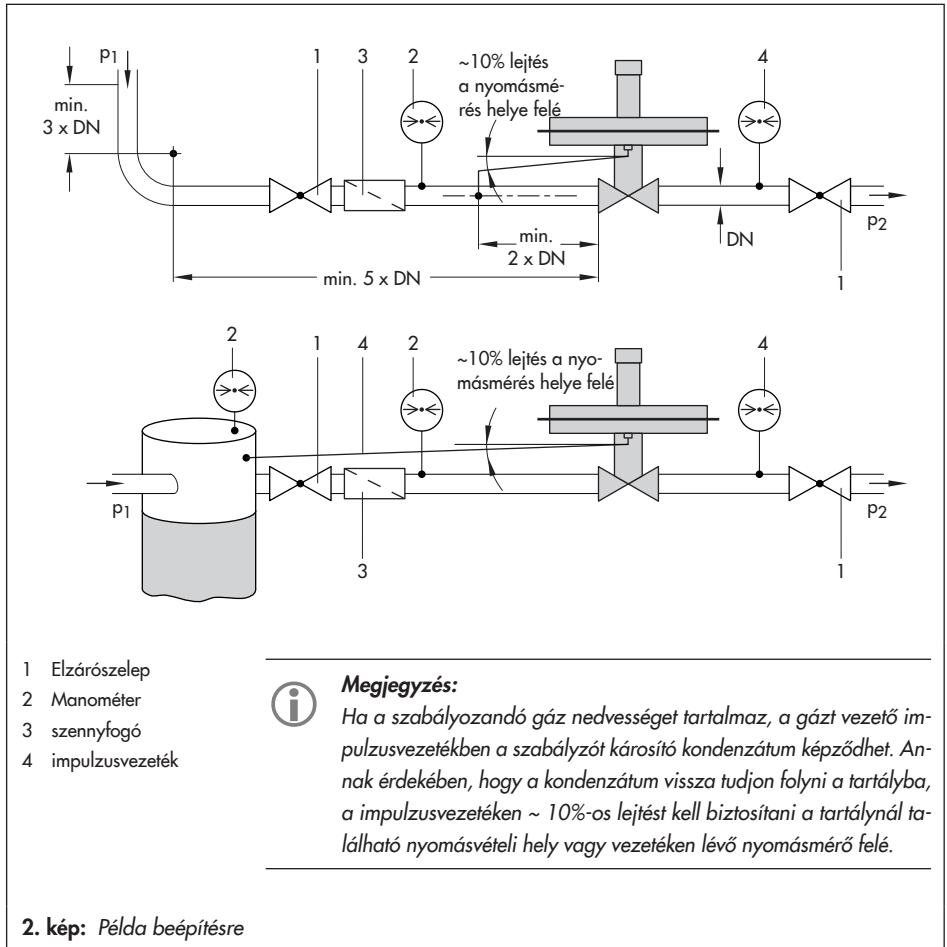 p1
1
3
2
~10% lejtés
a nyomásmé-
rés helye felé
4
min.
3 x DN
p2
min.
2 x DN
DN
min. 5 x DN
1
2
1
4
2
~10% lejtés a nyo-
másmérés helye felé
4
p1
p2
3
1
1 Elzárószelep
2 Manométer
3 szennyfogó
4 impulzusvezeték
Megjegyzés:
Ha a szabályozandó gáz nedvességet tartalmaz, a gázt vezető im-
pulzusvezetékben a szabályzót károsító kondenzátum képződhet. An-
nak érdekében, hogy a kondenzátum vissza tudjon folyni a tartályba,
a impulzusvezetéken ~ 10%-os lejtést kell biztosítani a tartálynál ta-
lálható nyomásvételi hely vagy vezetéken lévő nyomásmérő felé.
2. kép: Példa beépítésre